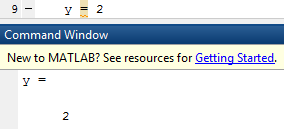 9 - y = 2
Command Window
New to MATLAB? See resources for Getting Started.
y =
2